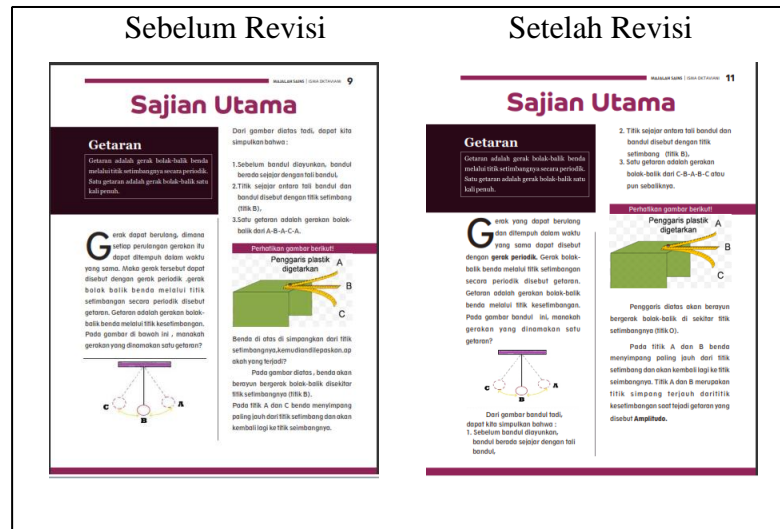 Sebelum Revisi
MAJALAH SAINS | ISNA OKTAVIANI 9
Sajian Utama
Getaran
Getaran adalah gerak bolak-balik benda
melalui titik setimbangnya secara periodik.
Satu getaran adalah gerak bolak-balik satu
kali penuh.
Gerak dapat berulang, dimana
setiap perulangan gerakan itu
dapat ditempuh dalam waktu
yang sama. Maka gerak tersebut dapat
disebut dengan gerak periodik .gerak
bolak balik benda melalui titik
setimbangan secara periodik disebut
getaran. Getaran adalah gerakan bolak-
balik benda melalui titik kesetimbangan.
Pada gambar di bawah ini , manakah
gerakan yang dinamakan satu getaran?
C
B
A
Dari gambar diatas tadi, dapat kita
simpulkan bahwa :
1.Sebelum bandul diayunkan, bandul
berada sejajar dengan tali bandul,
2.Titik sejajar antara tali bandul dan
bandul disebut dengan titik setimbang
(titik B),
3.Satu getaran adalah gerakan bolak-
balik dari A-B-A-C-A.
Perhatikan gambar berikut!
Penggaris plastik
digetarkan
A
B
C
Benda di atas di simpangkan dari titik
setimbangnya,kemudiandilepaskan.ap
akah yang terjadi?
Pada gambar diatas , benda akan
berayun bergerak bolak-balik disekitar
titik setimbangnya (titik B).
Pada titik A dan C benda menyimpang
paling jauh dari titik setimbang dan akan
kembali lagi ke titik seimbangnya.
Setelah Revisi
MAJALAH SAINS | ISNA OKTAVIANI 11
Sajian Utama
Getaran
Getaran adalah gerak bolak-balik benda
melalui titik setimbangnya secara periodik.
Satu getaran adalah gerak bolak-balik satu
kali penuh.
Gerak yang dapat berulang
dan ditempuh dalam waktu
yang sama dapat disebut
dengan gerak periodik. Gerak bolak-
balik benda melalui titik setimbangan
secara periodik disebut getaran.
Getaran adalah gerakan bolak-balik
benda melalui titik kesetimbangan.
Pada gambar bandul ini, manakah
gerakan yang dinamakan satu
getaran?
C
B
A
Dari gambar bandul tadi,
dapat kita simpulkan bahwa :
1. Sebelum bandul diayunkan,
bandul berada sejajar dengan tali
bandul,
2. Titik sejajar antara tali bandul dan
bandul disebut dengan titik
setimbang (titik B),
3. Satu getaran adalah gerakan
bolak-balik dari C-B-A-B-C atau
pun sebaliknya.
Perhatikan gambar berikut!
Penggaris plastik
digetarkan
A
B
C
Penggaris diatas akan berayun
bergerak bolak-balik di sekitar titik
setimbangnya (titik O).
Pada titik A dan B benda
menyimpang paling jauh dari titik
setimbang dan akan kembali lagi ke titik
seimbangnya. Titik A dan B merupakan
titik simpang terjauh darititik
kesetimbangan saat tejadi getaran yang
disebut Amplitudo.